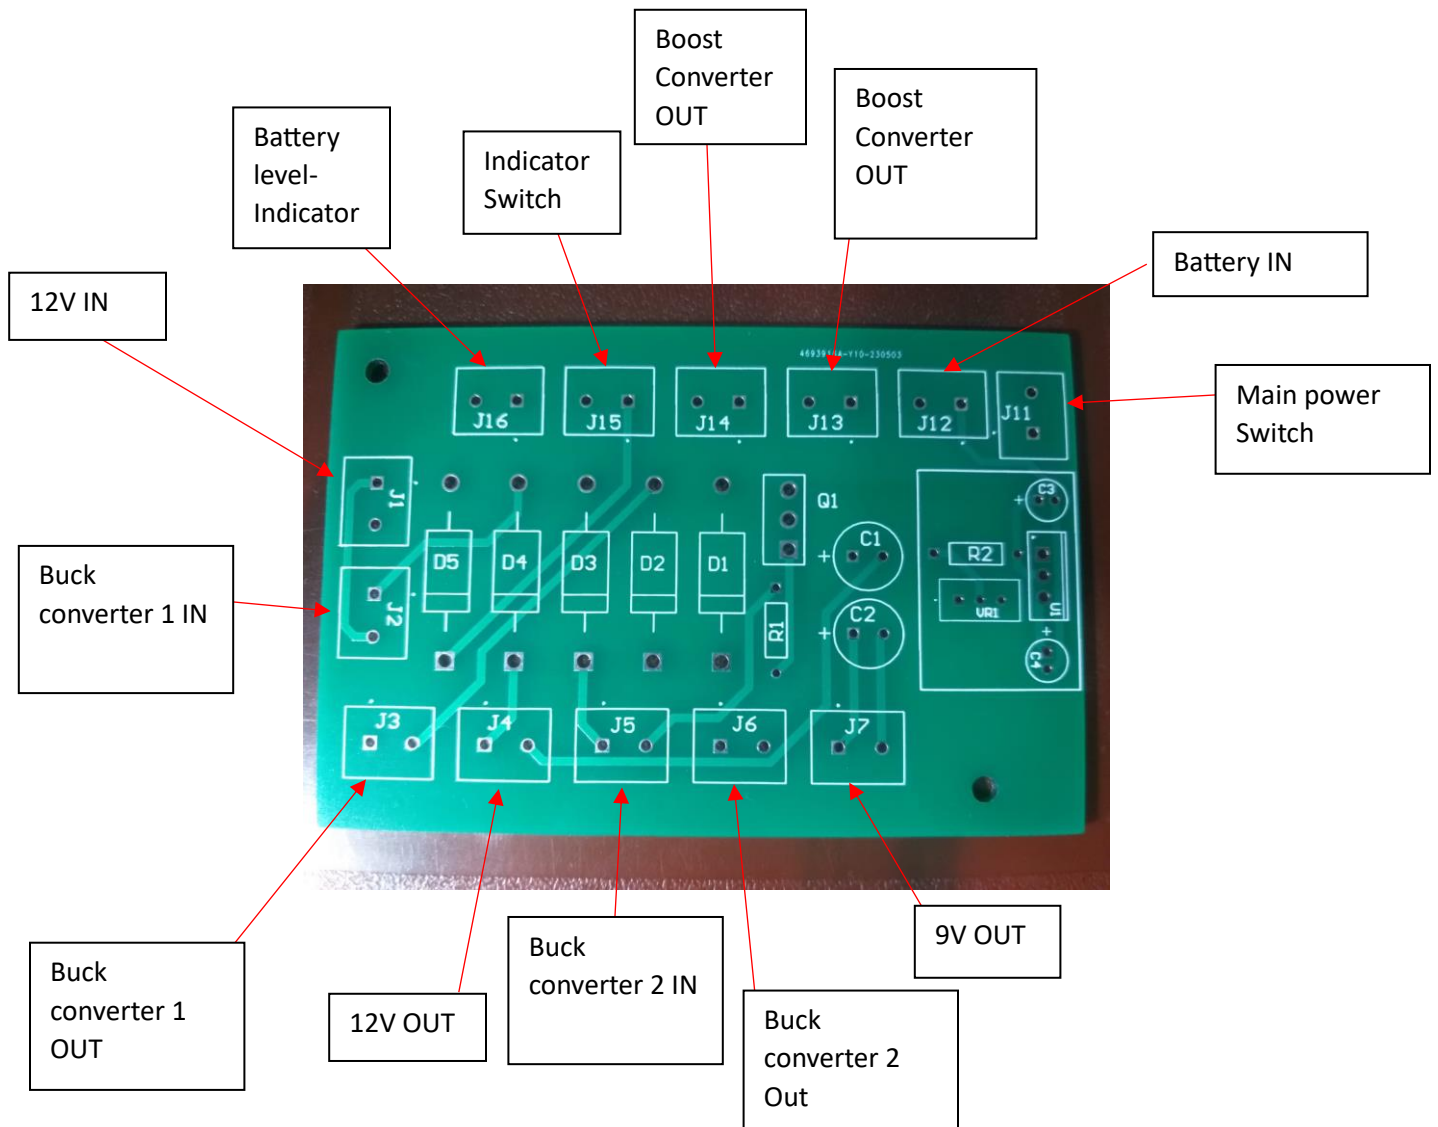 Boost
Converter
OUT
Boost
Converter
OUT
Battery
level-
Indicator
Indicator
Switch
Battery IN
12V IN
Main power
Switch
Buck
converter 1 IN
J16
J15
J14
J13
J12
J11
J1
J2
D5
D4
D3
D2
D1
Q1
+
C1
+
C2
R1
+
C3
R2
VR1
U1
+
C4
J3
J4
J5
J6
J7
Buck
converter 1
OUT
12V OUT
Buck
converter 2 IN
Buck
converter 2
Out
9V OUT